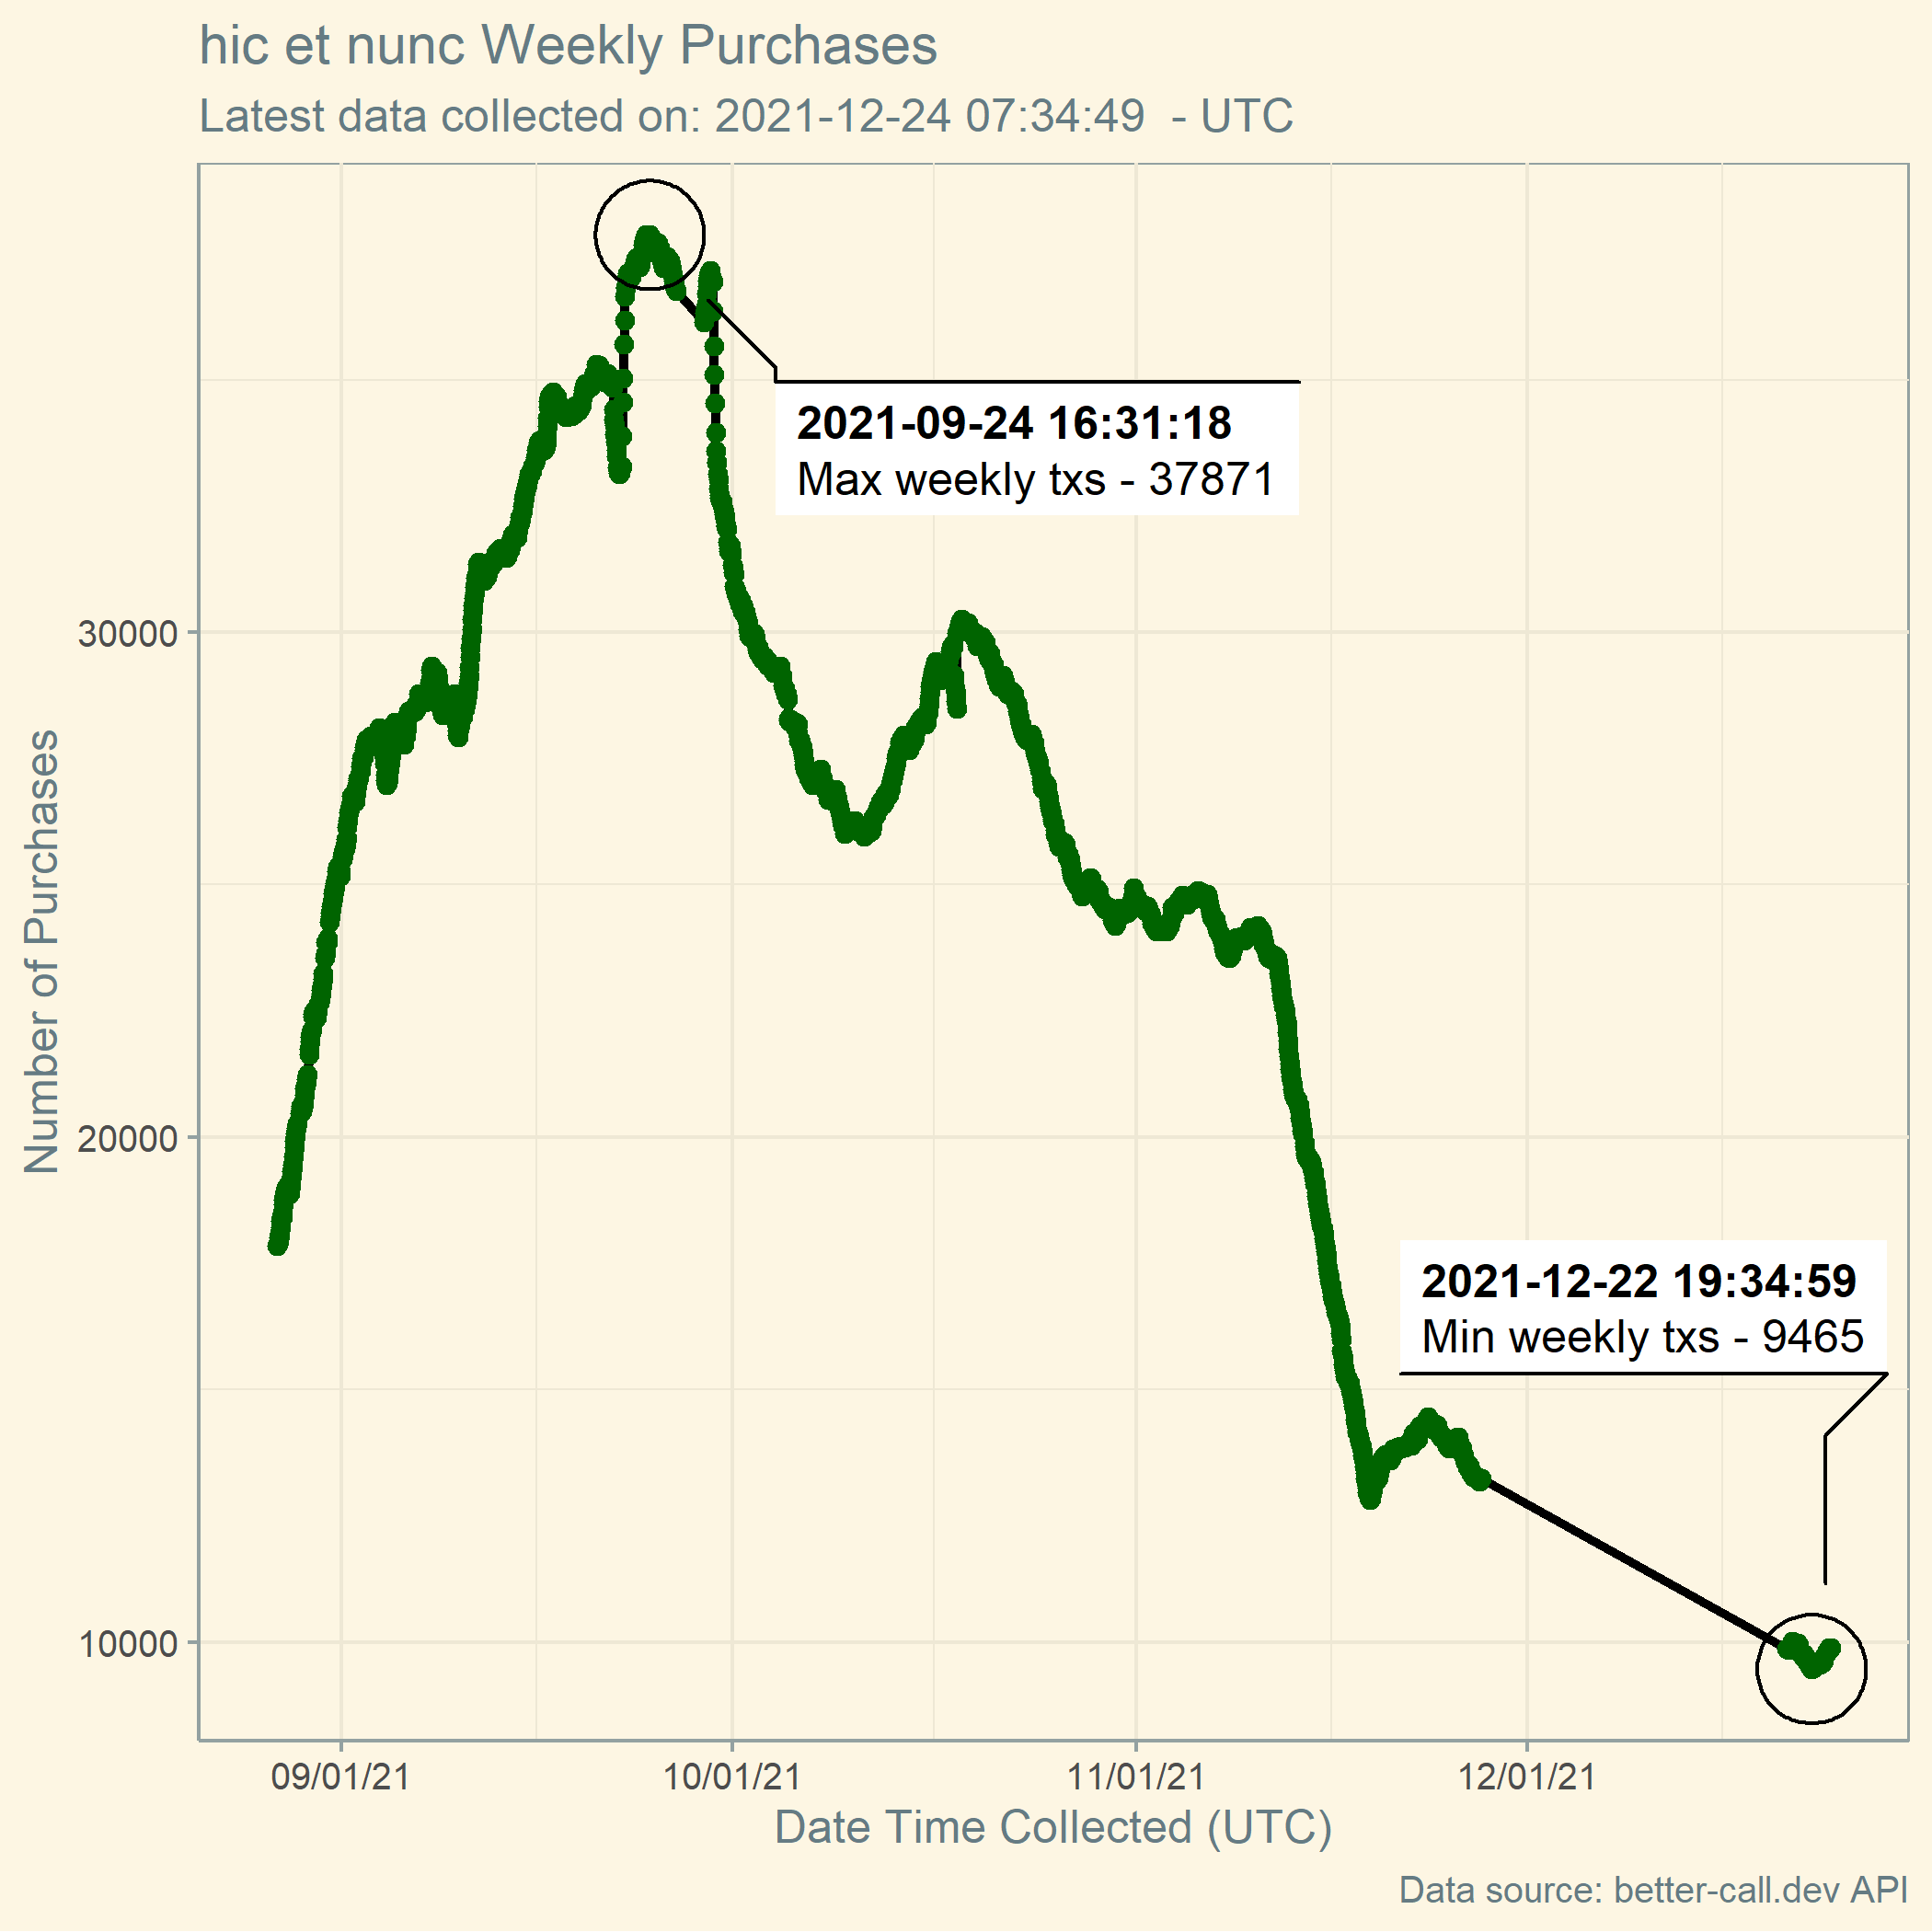 hic et nunc Weekly Purchases
Latest data collected on: 2021-12-24 07:34:49  - UTC
2021-09-24 16:31:18
Max weekly txs - 37871
30000
Number of Purchases
20000
2021-12-22 19:34:59
Min weekly txs - 9465
10000
09/01/21
10/01/21
11/01/21
12/01/21
Date Time Collected (UTC)
Data source: better-call.dev API